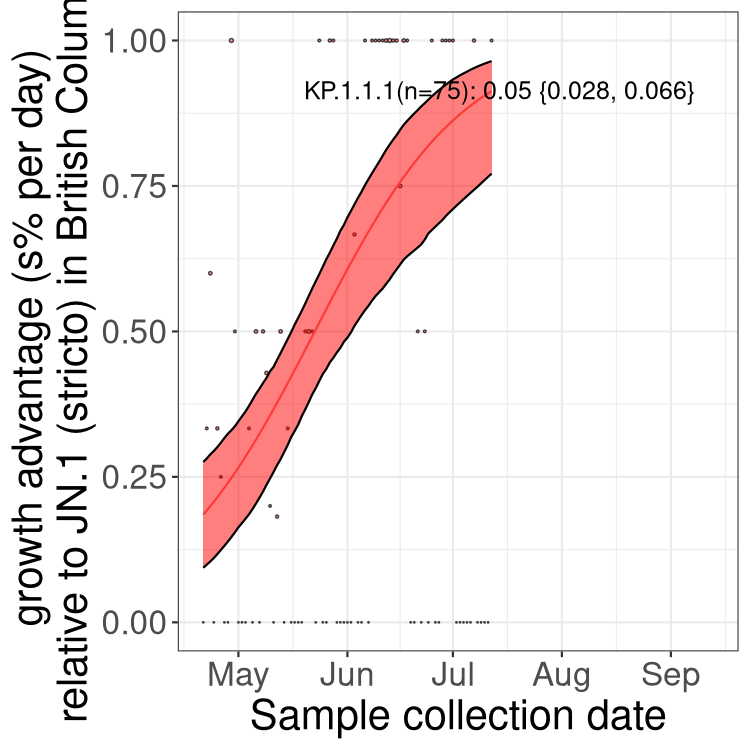 growth advantage (s% per day)
relative to JN.1 (stricto) in British Colum
1.00
0.75
0.50
0.25
0.00
KP.1.1.1(n=75): 0.05 {0.028, 0.066}
May Jun Jul Aug Sep
Sample collection date